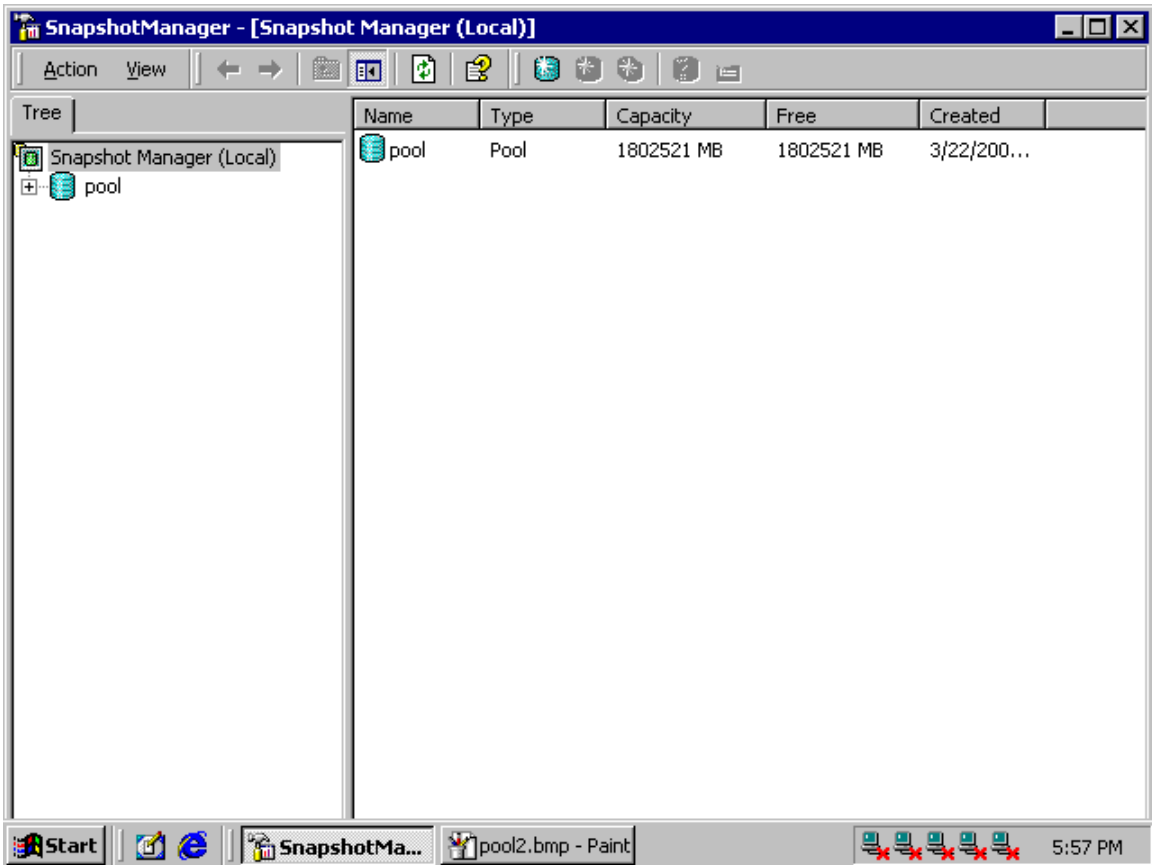 SnapshotManager - [Snapshot Manager (Local)]
Action View
Tree
Name Type Capacity Free Created
Snapshot Manager (Local)
pool
pool Pool 1802521 MB 1802521 MB 3/22/200...
Start SnapshotMa... pool2.bmp - Paint 5:57 PM